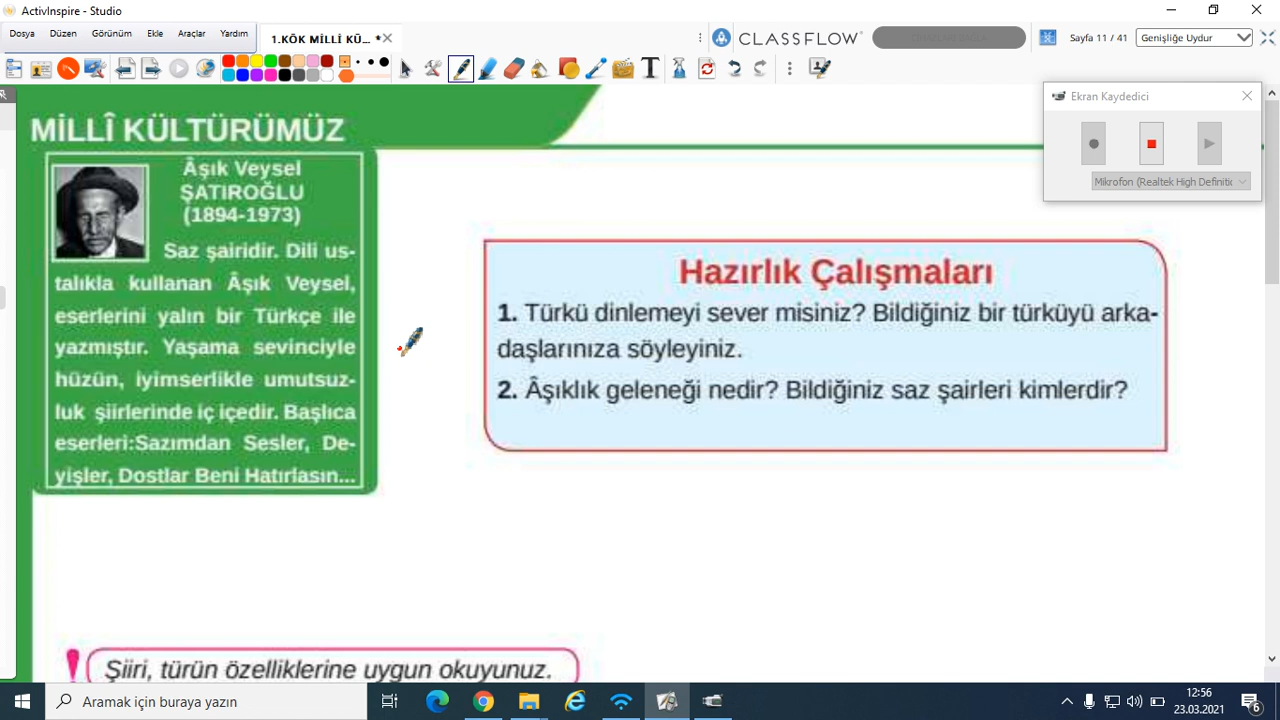 ActivInspire - Studio
Dosya Düzen Görünüm Ekle Araçlar Yardım
1.KÖK MİLLİ KÜ... *
CLASSFLOW
Sayfa 11 / 41
Genişliğe Uydur
Ekran Kaydedici
Mikrofon (Realtek High Definitic
MİLLÎ KÜLTÜRÜMÜZ
Âşık Veysel
ŞATIROĞLU
(1894-1973)
Saz şairidir. Dili us-
talıkla kullanan Âşık Veysel,
eserlerini yalın bir Türkçe ile
yazmıştır. Yaşama sevinciyle
hüzün, iyimserlikle umutsuz-
luk şiirlerinde iç içedir. Başlıca
eserleri:Sazımdan Sesler, De-
yişler, Dostlar Beni Hatırlasın...
Hazırlık Çalışmaları
1. Türkü dinlemeyi sever misiniz? Bildiğiniz bir türküyü arka-
daşlarınıza söyleyiniz.
2. Âşıklık geleneği nedir? Bildiğiniz saz şairleri kimlerdir?
! Şiiri, türün özelliklerine uygun okuyunuz.
Aramak için buraya yazın
12:56
23.03.2021
6